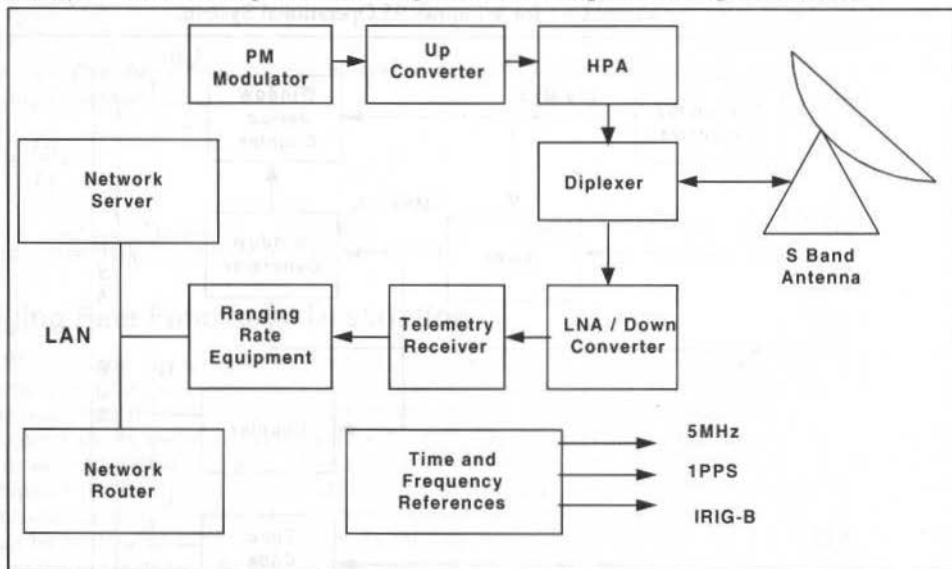 PM
Modulator
Up
Converter
HPA
Network
Server
Diplexer
S Band
Antenna
LAN
Ranging
Rate
Equipment
Telemetry
Receiver
LNA / Down
Converter
Network
Router
Time and
Frequency
References
5MHz
1PPS
IRIG-B